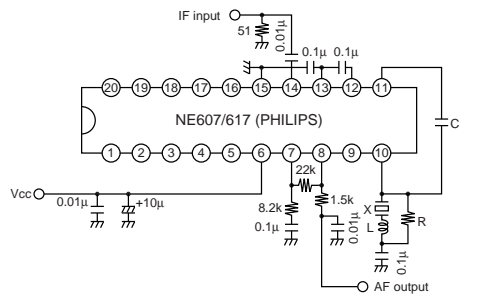 IF input
51
0.01μ
0.1μ 0.1μ
20 19 18 17 16 15 14 13 12 11
NE607/617 (PHILIPS)
C
1 2 3 4 5 6 7 8 9 10
22k
Vcc
0.01μ
+10μ
8.2k
1.5k
0.1μ
0.01μ
X
L
R
0.1μ
AF output